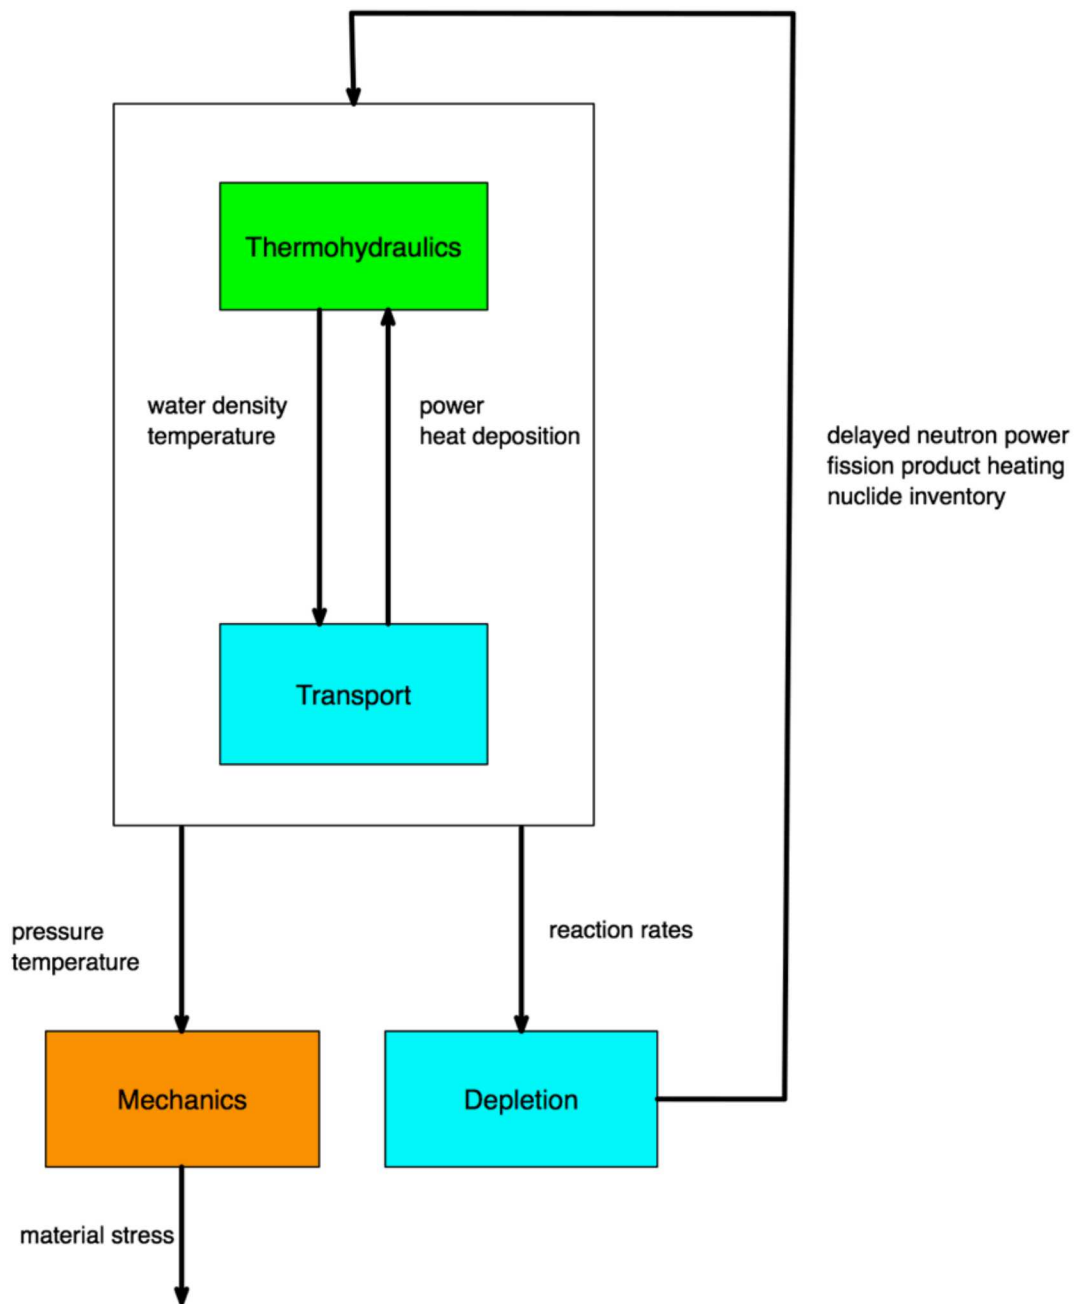 Thermohydraulics
water density
temperature
power
heat deposition
delayed neutron power
fission product heating
nuclide inventory
Transport
pressure
temperature
reaction rates
Mechanics
Depletion
material stress